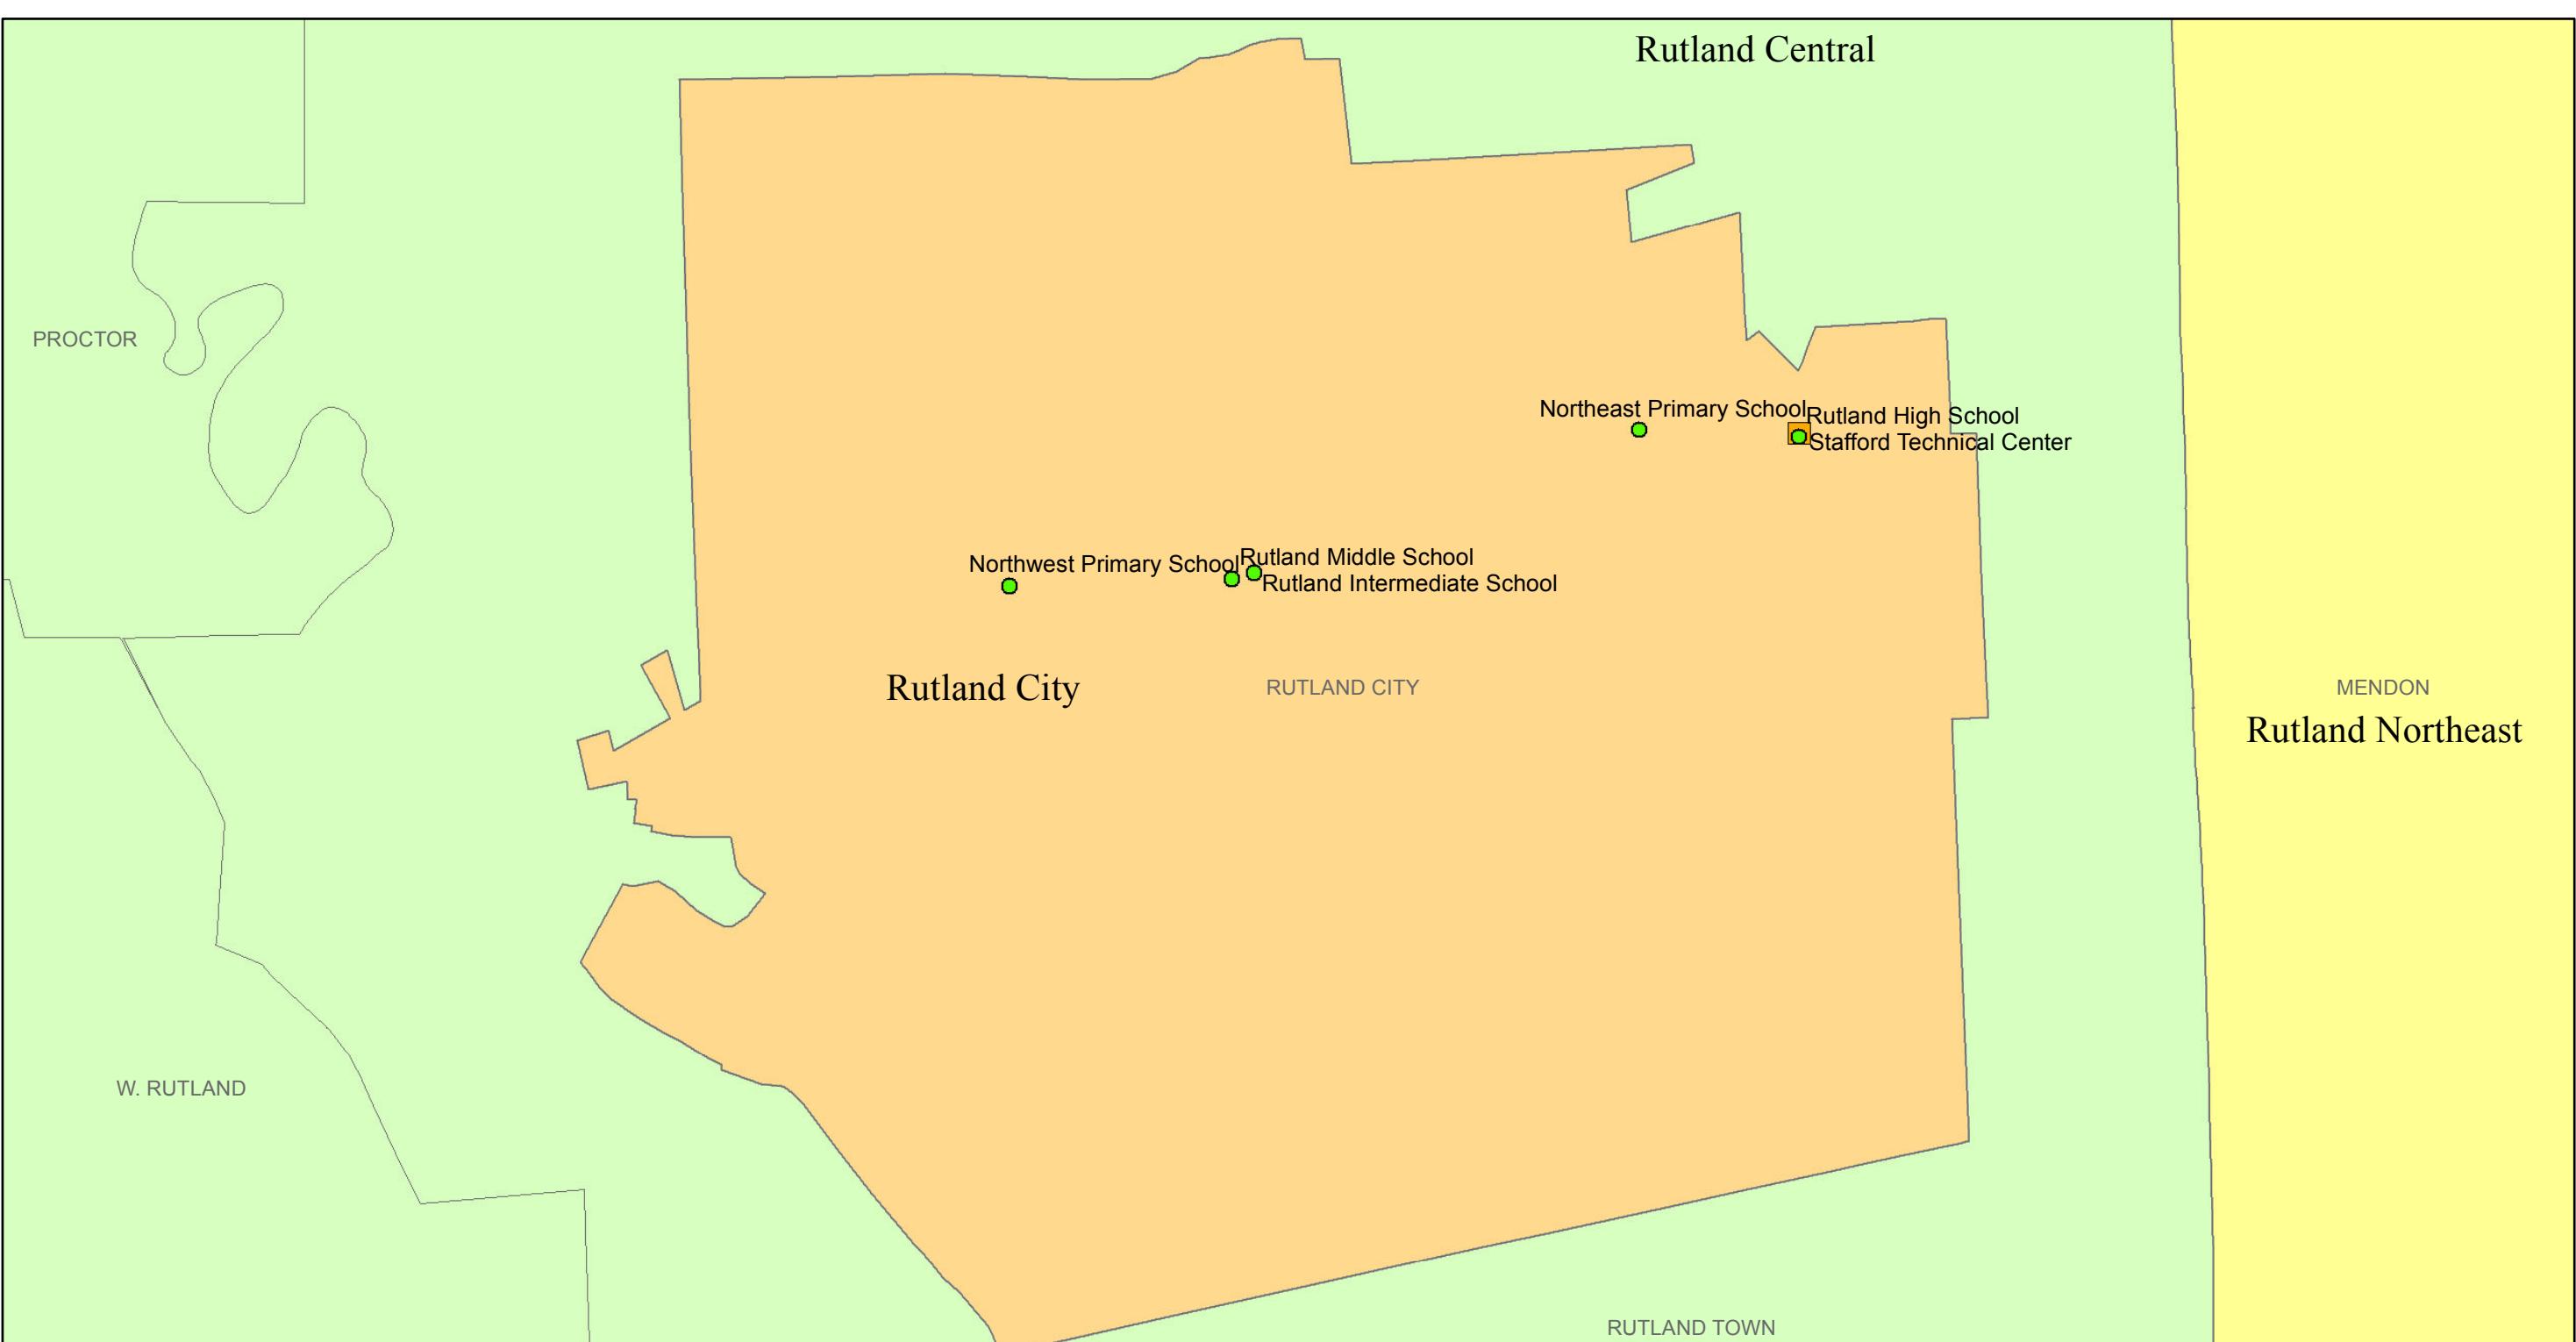 Rutland Central
PROCTOR
Northeast Primary School
Rutland High School
Stafford Technical Center
Northwest Primary School
Rutland Middle School
Rutland Intermediate School
Rutland City
RUTLAND CITY
MENDON
Rutland Northeast
W. RUTLAND
RUTLAND TOWN